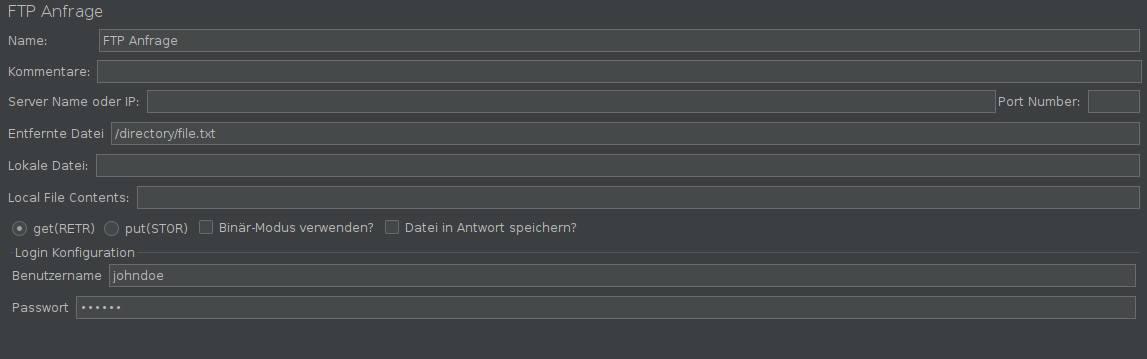 FTP Anfrage
Name: FTP Anfrage
Kommentare:
Server Name oder IP: Port Number:
Entfernte Datei /directory/file.txt
Lokale Datei:
Local File Contents:
get(RETR) put(STOR) Binär-Modus verwenden? Datei in Antwort speichern?
Login Konfiguration
Benutzername johndoe
Passwort ••••••